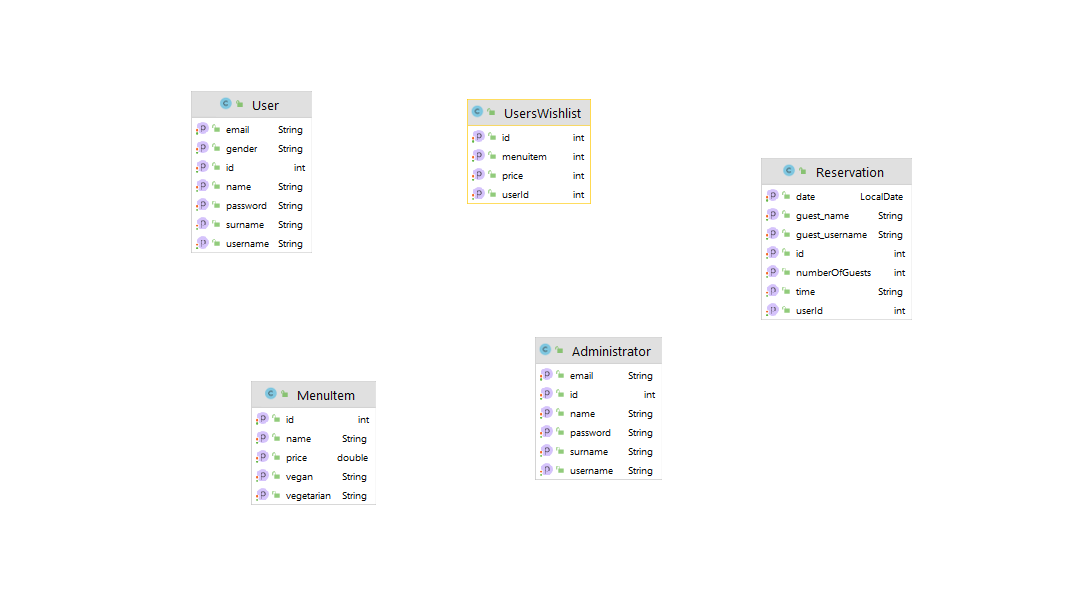 User
email String
gender String
id int
name String
password String
surname String
username String
UsersWishlist
id int
menuitem int
price int
userId int
Reservation
date LocalDate
guest_name String
guest_username String
id int
numberOfGuests int
time String
userId int
Administrator
email String
id int
name String
password String
surname String
username String
MenuItem
id int
name String
price double
vegan String
vegetarian String